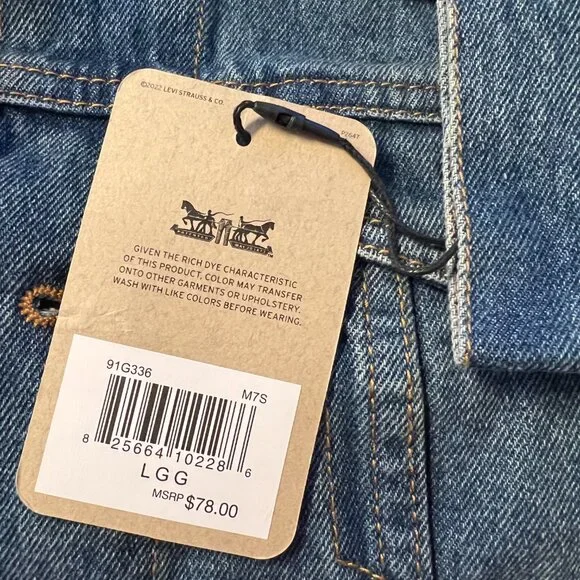 ©2022 LEVI STRAUSS & CO.
P2647
GIVEN THE RICH DYE CHARACTERISTIC
OF THIS PRODUCT, COLOR MAY TRANSFER
ONTO OTHER GARMENTS OR UPHOLSTERY.
WASH WITH LIKE COLORS BEFORE WEARING.
91G336
M7S
8 25664 10228 6
LGG
MSRP $78.00